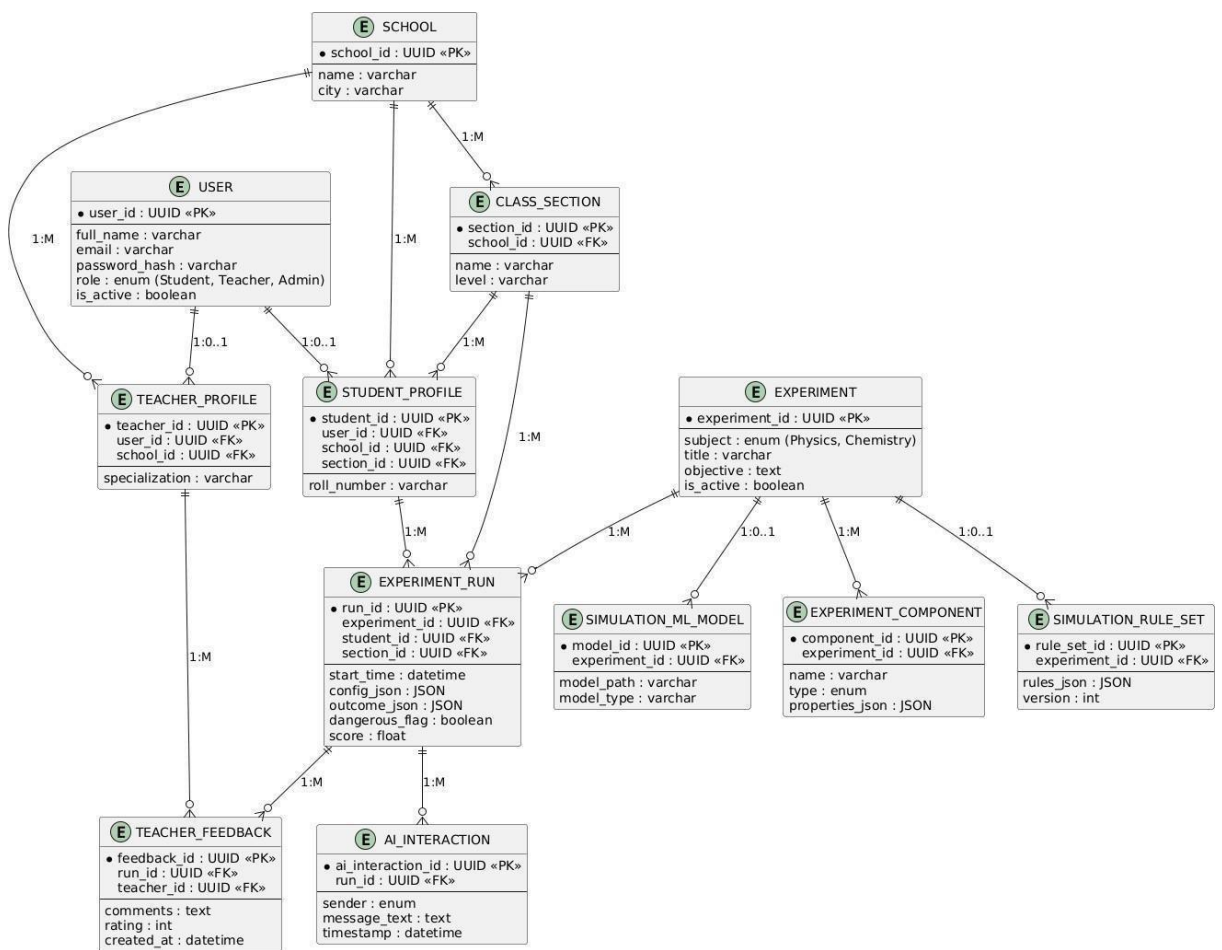 E SCHOOL
* school_id : UUID «PK»
name : varchar
city : varchar
1:M
1:M
1:M
E USER
* user_id : UUID «PK»
full_name : varchar
email : varchar
password_hash : varchar
role : enum (Student, Teacher, Admin)
is_active : boolean
E CLASS_SECTION
* section_id : UUID «PK»
school_id : UUID «FK»
name : varchar
level : varchar
1:0..1
1:0..1
1:M
1:M
E TEACHER_PROFILE
* teacher_id : UUID «PK»
user_id : UUID «FK»
school_id : UUID «FK»
specialization : varchar
E STUDENT_PROFILE
* student_id : UUID «PK»
user_id : UUID «FK»
school_id : UUID «FK»
section_id : UUID «FK»
roll_number : varchar
E EXPERIMENT
* experiment_id : UUID «PK»
subject : enum (Physics, Chemistry)
title : varchar
objective : text
is_active : boolean
1:M
1:M
1:0..1
1:M
1:0..1
E EXPERIMENT_RUN
* run_id : UUID «PK»
experiment_id : UUID «FK»
student_id : UUID «FK»
section_id : UUID «FK»
start_time : datetime
config_json : JSON
outcome_json : JSON
dangerous_flag : boolean
score : float
E SIMULATION_ML_MODEL
* model_id : UUID «PK»
experiment_id : UUID «FK»
model_path : varchar
model_type : varchar
E EXPERIMENT_COMPONENT
* component_id : UUID «PK»
experiment_id : UUID «FK»
name : varchar
type : enum
properties_json : JSON
E SIMULATION_RULE_SET
* rule_set_id : UUID «PK»
experiment_id : UUID «FK»
rules_json : JSON
version : int
1:M
1:M
1:M
E TEACHER_FEEDBACK
* feedback_id : UUID «PK»
run_id : UUID «FK»
teacher_id : UUID «FK»
comments : text
rating : int
created_at : datetime
E AI_INTERACTION
* ai_interaction_id : UUID «PK»
run_id : UUID «FK»
sender : enum
message_text : text
timestamp : datetime